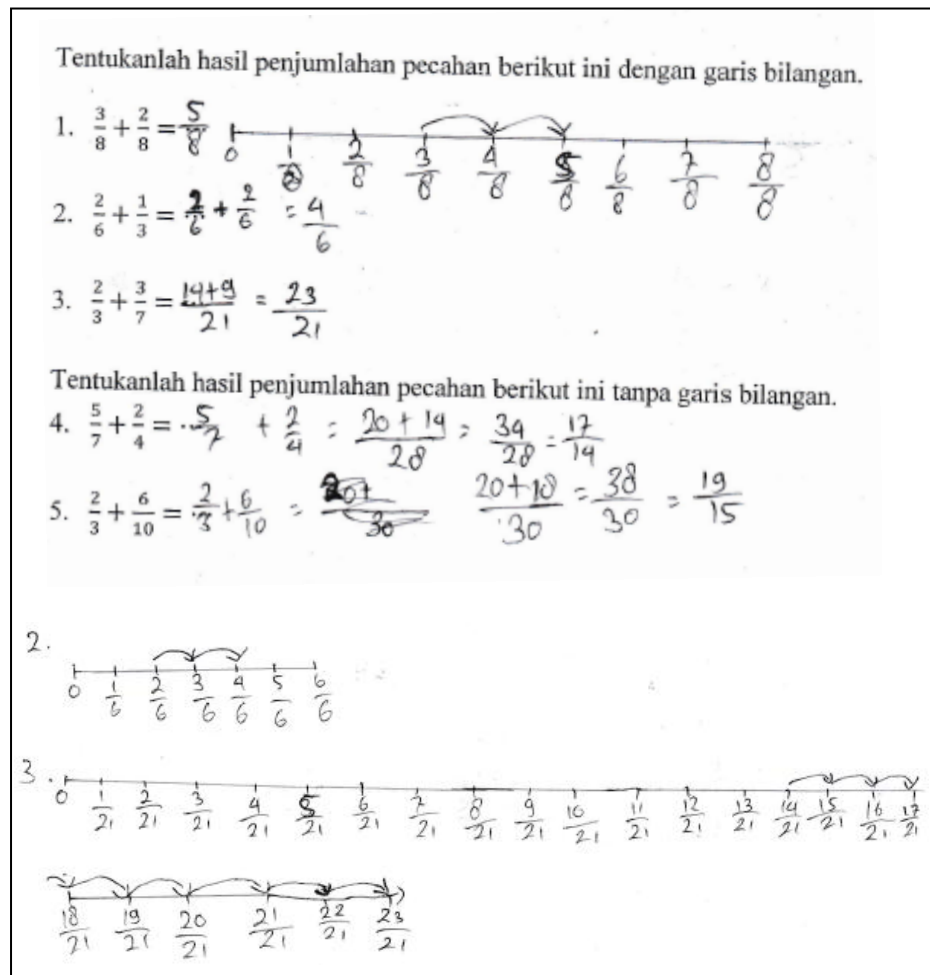 Tentukanlah hasil penjumlahan pecahan berikut ini dengan garis bilangan.
1. 3/8 + 2/8 = 5/8
0 1/8 2/8 3/8 4/8 5/8 6/8 7/8 8/8
2. 2/6 + 1/3 = 2/6 + 2/6 = 4/6
3. 2/3 + 3/7 = 14+9/21 = 23/21
Tentukanlah hasil penjumlahan pecahan berikut ini tanpa garis bilangan.
4. 5/7 + 2/4 = 5/7 + 2/4 = 20+14/28 = 34/28 = 17/14
5. 2/3 + 6/10 = 2/3 + 6/10 = 20+/30 20+18/30 = 38/30 = 19/15
2.
0 1/6 2/6 3/6 4/6 5/6 6/6
3.
0 1/21 2/21 3/21 4/21 5/21 6/21 7/21 8/21 9/21 10/21 11/21 12/21 13/21 14/21 15/21 16/21 17/21
18/21 19/21 20/21 21/21 22/21 23/21